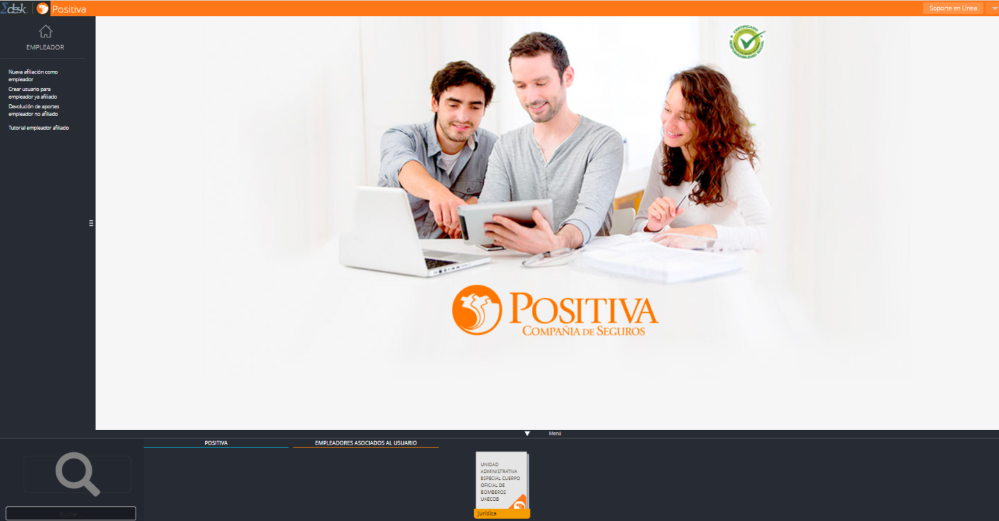 Σdesk
Positiva
Soporte en Línea
EMPLEADOR
Nueva afiliación como
empleador
Crear usuario para
empleador ya afiliado
Devolución de aportes
empleador no afiliado
Tutorial empleador afiliado
CERTIFICADO
RESPONSABILIDAD SOCIAL
POSITIVA
COMPAÑIA DE SEGUROS
Menú
POSITIVA
EMPLEADORES ASOCIADOS AL USUARIO
UNIDAD
ADMINISTRATIVA
ESPECIAL CUERPO
OFICIAL DE
BOMBEROS
UAECOB
Jurídica
Buscar...